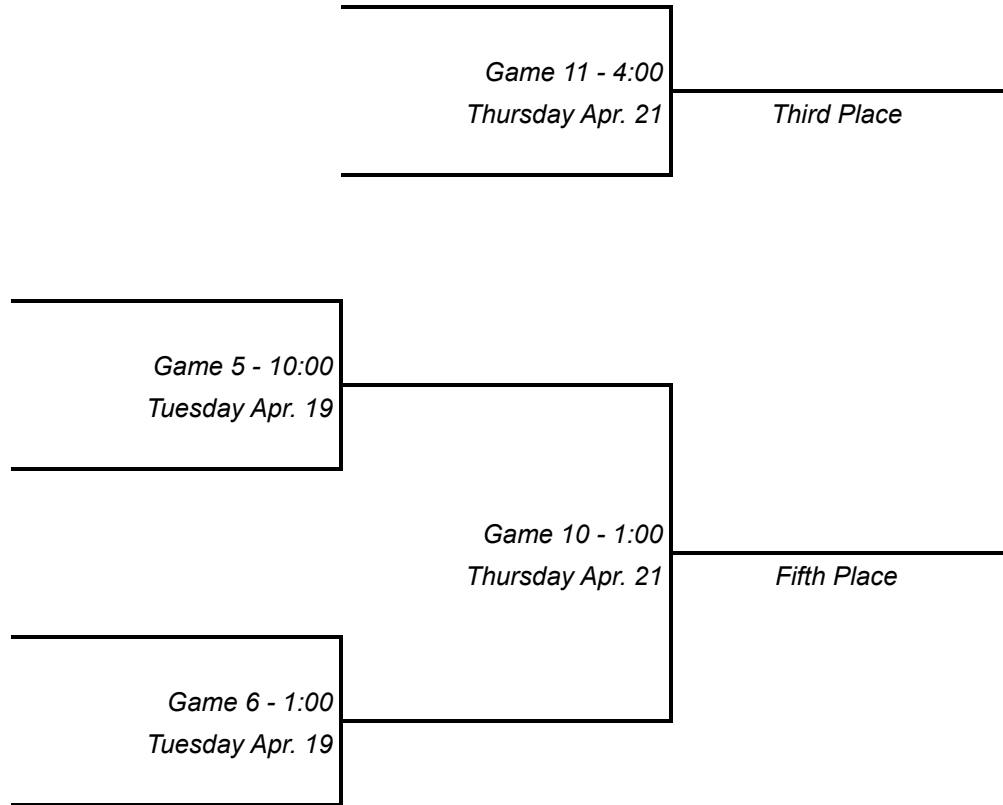 Game 11 - 4:00
Thursday Apr. 21
Third Place
Game 5 - 10:00
Tuesday Apr. 19
Game 10 - 1:00
Thursday Apr. 21
Fifth Place
Game 6 - 1:00
Tuesday Apr. 19